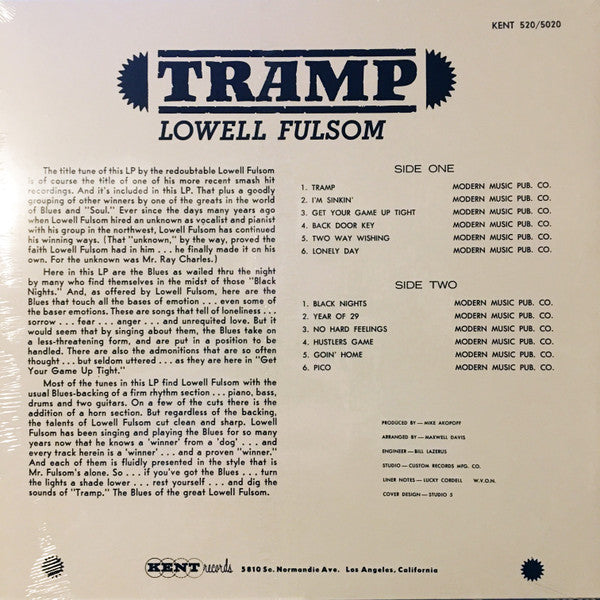 KENT 520/5020
TRAMP
LOWELL FULSOM
The title tune of this LP by the redoubtable Lowell Fulsom
is of course the title of one of his more recent smash hit
recordings. And it's included in this LP. That plus a goodly
grouping of other winners by one of the greats in the world
of Blues and "Soul." Ever since the days many years ago
when Lowell Fulsom hired an unknown as vocalist and pianist
with his group in the northwest, Lowell Fulsom has continued
his winning ways. (That "unknown," by the way, proved the
faith Lowell Fulsom had in him . . . he finally made it on his
own. For the unknown was Mr. Ray Charles.)
Here in this LP are the Blues as wailed thru the night
by many who find themselves in the midst of those "Black
Nights." And, as offered by Lowell Fulsom, here are the
Blues that touch all the bases of emotion . . . even some of
the baser emotions. These are songs that tell of loneliness . . .
sorrow . . . fear . . . anger . . . and unrequited love. But it
would seem that by singing about them, the Blues take on
a less-threatening form, and are put in a position to be
handled. There are also the admonitions that are so often
thought . . . but seldom uttered . . . as they are here in "Get
Your Game Up Tight."
Most of the tunes in this LP find Lowell Fulsom with the
usual Blues-backing of a firm rhythm section . . . piano, bass,
drums and two guitars. On a few of the cuts there is the
addition of a horn section. But regardless of the backing,
the talents of Lowell Fulsom cut clean and sharp. Lowell
Fulsom has been singing and playing the Blues for so many
years now that he knows a 'winner' from a 'dog' . . . and
every track herein is a 'winner' . . . and a proven "winner."
And each of them is fluidly presented in the style that is
Mr. Fulsom's alone. So . . . if you've got the Blues . . . turn
the lights a shade lower . . . rest yourself . . . and dig the
sounds of "Tramp." The Blues of the great Lowell Fulsom.
SIDE ONE
1. TRAMP MODERN MUSIC PUB. CO.
2. I'M SINKIN' MODERN MUSIC PUB. CO.
3. GET YOUR GAME UP TIGHT MODERN MUSIC PUB. CO.
4. BACK DOOR KEY MODERN MUSIC PUB. CO.
5. TWO WAY WISHING MODERN MUSIC PUB. CO.
6. LONELY DAY MODERN MUSIC PUB. CO.
SIDE TWO
1. BLACK NIGHTS MODERN MUSIC PUB. CO.
2. YEAR OF 29 MODERN MUSIC PUB. CO.
3. NO HARD FEELINGS MODERN MUSIC PUB. CO.
4. HUSTLERS GAME MODERN MUSIC PUB. CO.
5. GOIN' HOME MODERN MUSIC PUB. CO.
6. PICO MODERN MUSIC PUB. CO.
PRODUCED BY — MIKE AKOPOFF
ARRANGED BY — MAXWELL DAVIS
ENGINEER — BILL LAZERUS
STUDIO — CUSTOM RECORDS MFG. CO.
LINER NOTES — LUCKY CORDELL W.V.O.N.
COVER DESIGN — STUDIO 5
KENT records 5810 So. Normandie Ave. Los Angeles, California